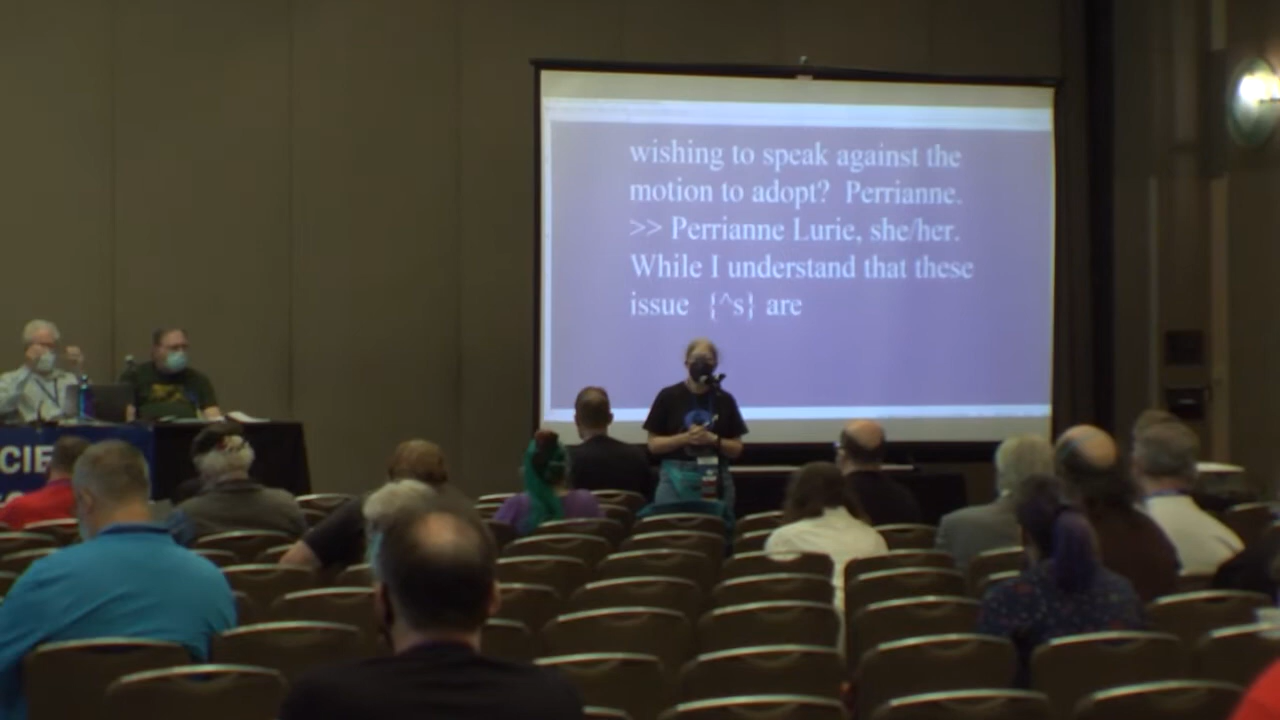 wishing to speak against the
motion to adopt?  Perrianne.
>> Perrianne Lurie, she/her.
While I understand that these
issue  {^s} are
CIE